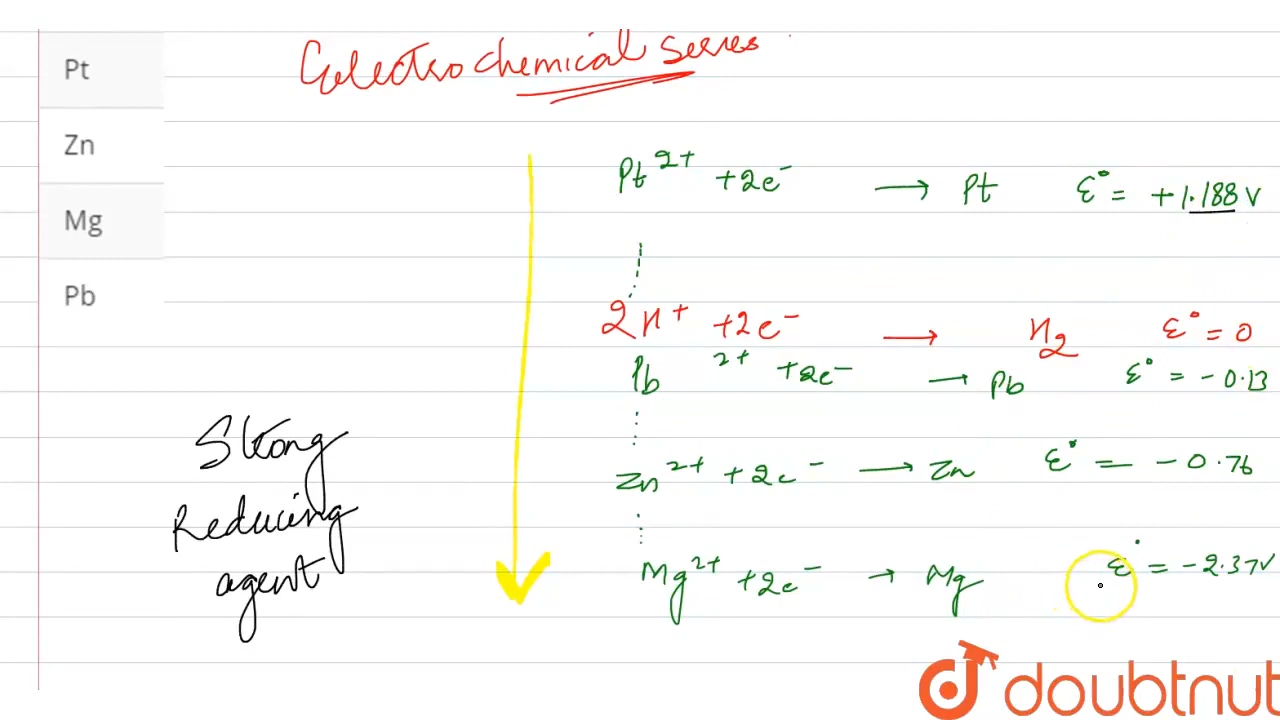 Electrochemical series
Pt
Zn
Mg
Pb
Pt²⁺ +2e⁻ → Pt ε° = +1.188 V
2H⁺ +2e⁻ → H₂ ε° = 0
Pb²⁺ +2e⁻ → Pb ε° = -0.13
Zn²⁺ +2e⁻ → Zn ε° = -0.76
Mg²⁺ +2e⁻ → Mg ε° = -2.37V
Strong
Reducing
agent
doubtnut